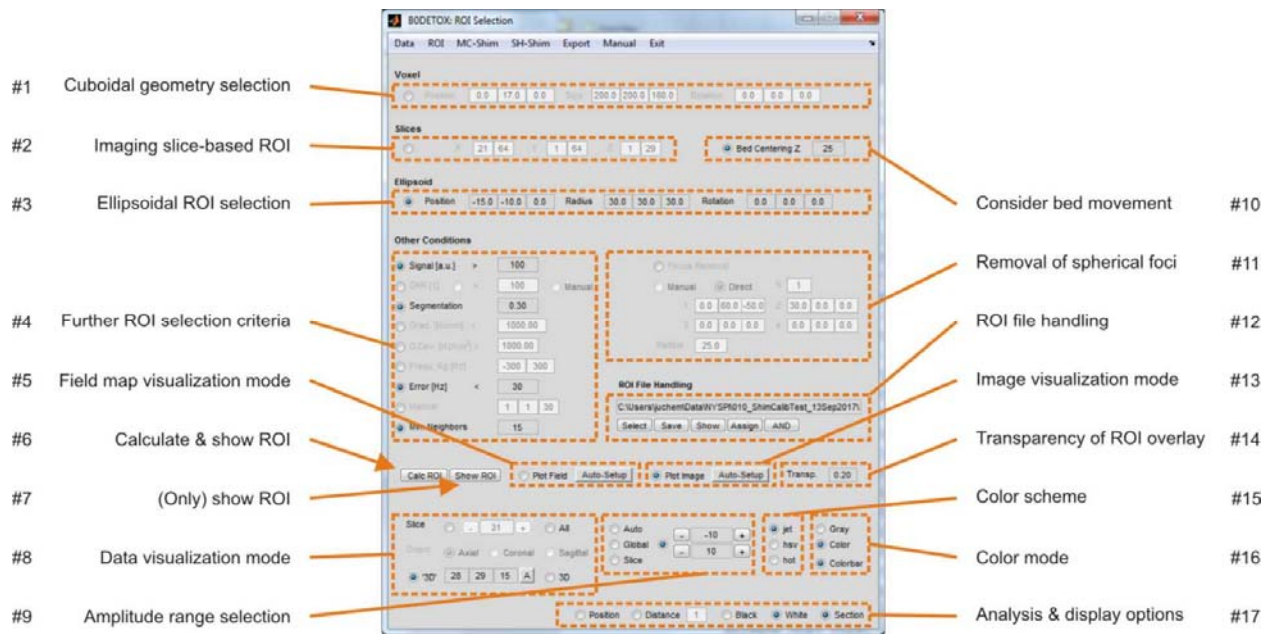 B0DETOX: ROI Selection
Data ROI MC-Shim SH-Shim Export Manual Exit
Voxel
#1 Cuboidal geometry selection
Position 0.0 17.0 0.0 Size 200.0 200.0 160.0 Rotation 0.0 0.0 0.0
Slices
#2 Imaging slice-based ROI
X 21 64 Y 1 64 Z 1 29 Bed Centering Z 25
Ellipsoid
#3 Ellipsoidal ROI selection
Position -15.0 -10.0 0.0 Radius 30.0 30.0 30.0 Rotation 0.0 0.0 0.0
Consider bed movement #10
Other Conditions
Signal [a.u.] > 100
100 Manual
Segmentation 0.30
1000.00
1000.00
-300 300
Error [Hz] < 30
Manual 1 1 30
Neighbors 15
#4 Further ROI selection criteria
#5 Field map visualization mode
Focus Removal
Manual Direct 1
0.0 60.0 -50.0 30.0 0.0 0.0
0.0 0.0 0.0 0.0 0.0 0.0
Radius 25.0
Removal of spherical foci #11
ROI file handling #12
Image visualization mode #13
ROI File Handling
C:\Users\juchem\Data\NYSPI\010_ShimCalibTest_13Sep2017\
Select Save Show Assign AND
#6 Calculate & show ROI
Transparency of ROI overlay #14
Calc ROI Show ROI Plot Field Auto-Setup Plot Image Auto-Setup Transp. 0.20
#7 (Only) show ROI
Color scheme #15
Slice - 31 + All
Axial Coronal Sagittal
'3D' 28 29 15 A 3D
#8 Data visualization mode
Auto
Global
Slice
- -10 +
- 10 +
jet
hsv
hot
Gray
Color
Colorbar
Color mode #16
#9 Amplitude range selection
Position Distance 1 Black White Section
Analysis & display options #17